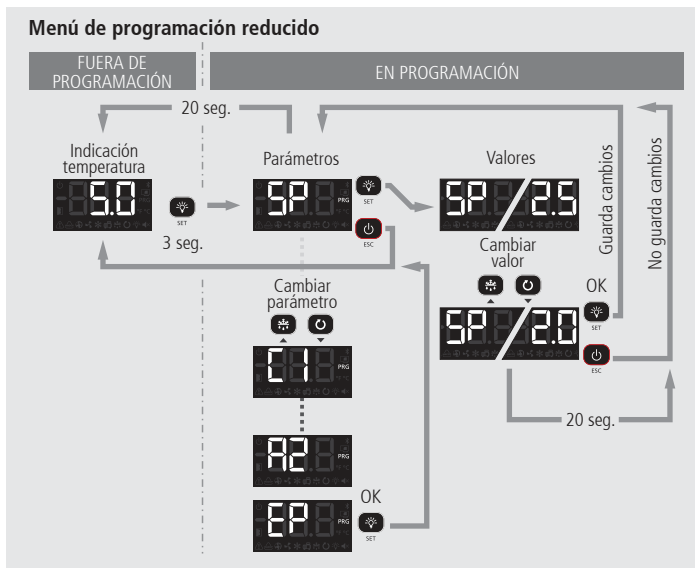 Menú de programación reducido
FUERA DE
PROGRAMACIÓN
EN PROGRAMACIÓN
20 seg.
Indicación
temperatura
5.0
SET
3 seg.
Parámetros
SP
PRG
SET
ESC
Valores
SP / 2.5
Cambiar
valor
SP / 2.0
OK
SET
ESC
Guarda cambios
No guarda cambios
20 seg.
Cambiar
parámetro
C1
PRG
A2
PRG
EP
PRG
OK
SET